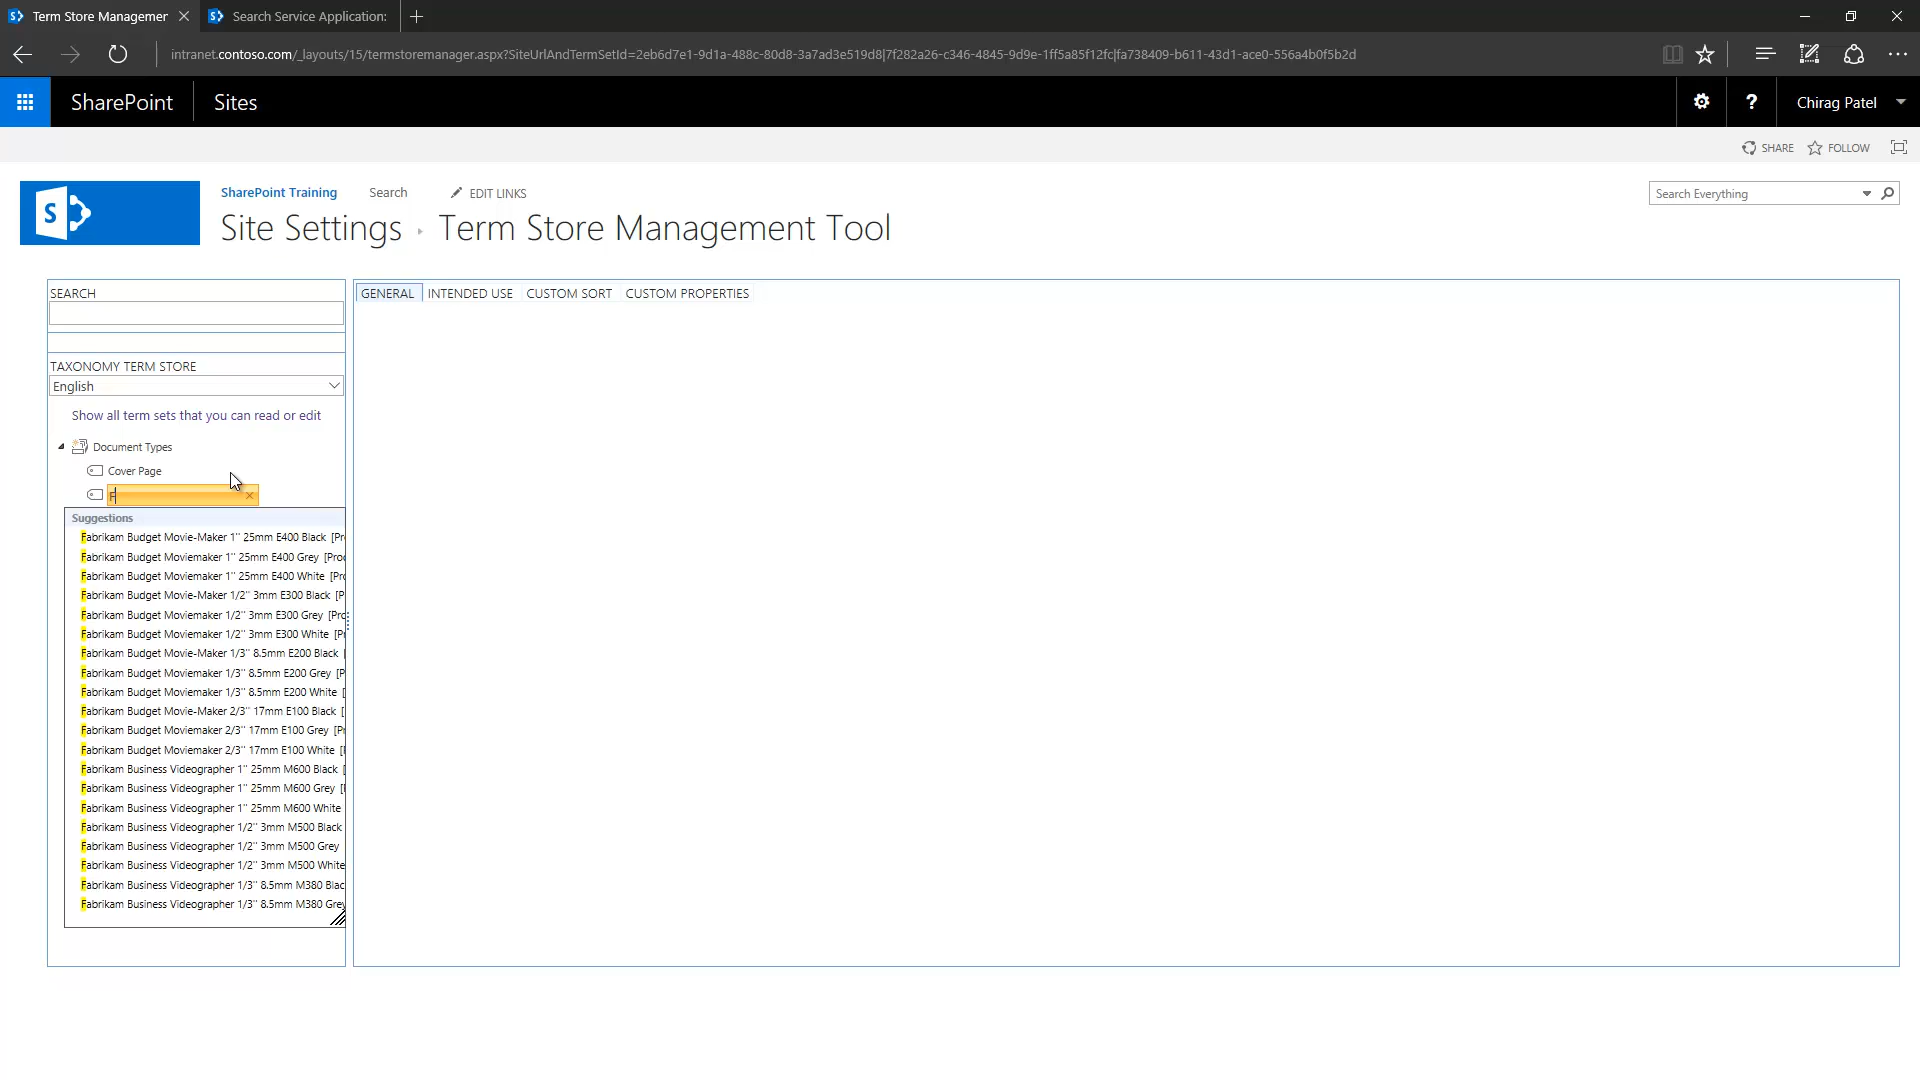 Term Store Managemer
Search Service Application:
intranet.contoso.com/_layouts/15/termstoremanager.aspx?SiteUrlAndTermSetId=2eb6d7e1-9d1a-488c-80d8-3a7ad3e519d8|7f282a26-c346-4845-9d9e-1ff5a85f12fc|fa738409-b611-43d1-ace0-556a4b0f5b2d
SharePoint Sites ? Chirag Patel
SHARE FOLLOW
SharePoint Training Search EDIT LINKS
Search Everything
Site Settings Term Store Management Tool
SEARCH
GENERAL INTENDED USE CUSTOM SORT CUSTOM PROPERTIES
TAXONOMY TERM STORE
English
Show all term sets that you can read or edit
Document Types
Cover Page
F
Suggestions
Fabrikam Budget Movie-Maker 1" 25mm E400 Black [Pr
Fabrikam Budget Moviemaker 1" 25mm E400 Grey [Proc
Fabrikam Budget Moviemaker 1" 25mm E400 White [Prc
Fabrikam Budget Movie-Maker 1/2" 3mm E300 Black [P
Fabrikam Budget Moviemaker 1/2" 3mm E300 Grey [Prc
Fabrikam Budget Moviemaker 1/2" 3mm E300 White [Pr
Fabrikam Budget Movie-Maker 1/3" 8.5mm E200 Black [
Fabrikam Budget Moviemaker 1/3" 8.5mm E200 Grey [P
Fabrikam Budget Moviemaker 1/3" 8.5mm E200 White [
Fabrikam Budget Movie-Maker 2/3" 17mm E100 Black [
Fabrikam Budget Moviemaker 2/3" 17mm E100 Grey [Pr
Fabrikam Budget Moviemaker 2/3" 17mm E100 White [
Fabrikam Business Videographer 1" 25mm M600 Black [
Fabrikam Business Videographer 1" 25mm M600 Grey [
Fabrikam Business Videographer 1" 25mm M600 White
Fabrikam Business Videographer 1/2" 3mm M500 Black
Fabrikam Business Videographer 1/2" 3mm M500 Grey
Fabrikam Business Videographer 1/2" 3mm M500 White
Fabrikam Business Videographer 1/3" 8.5mm M380 Blac
Fabrikam Business Videographer 1/3" 8.5mm M380 Grey